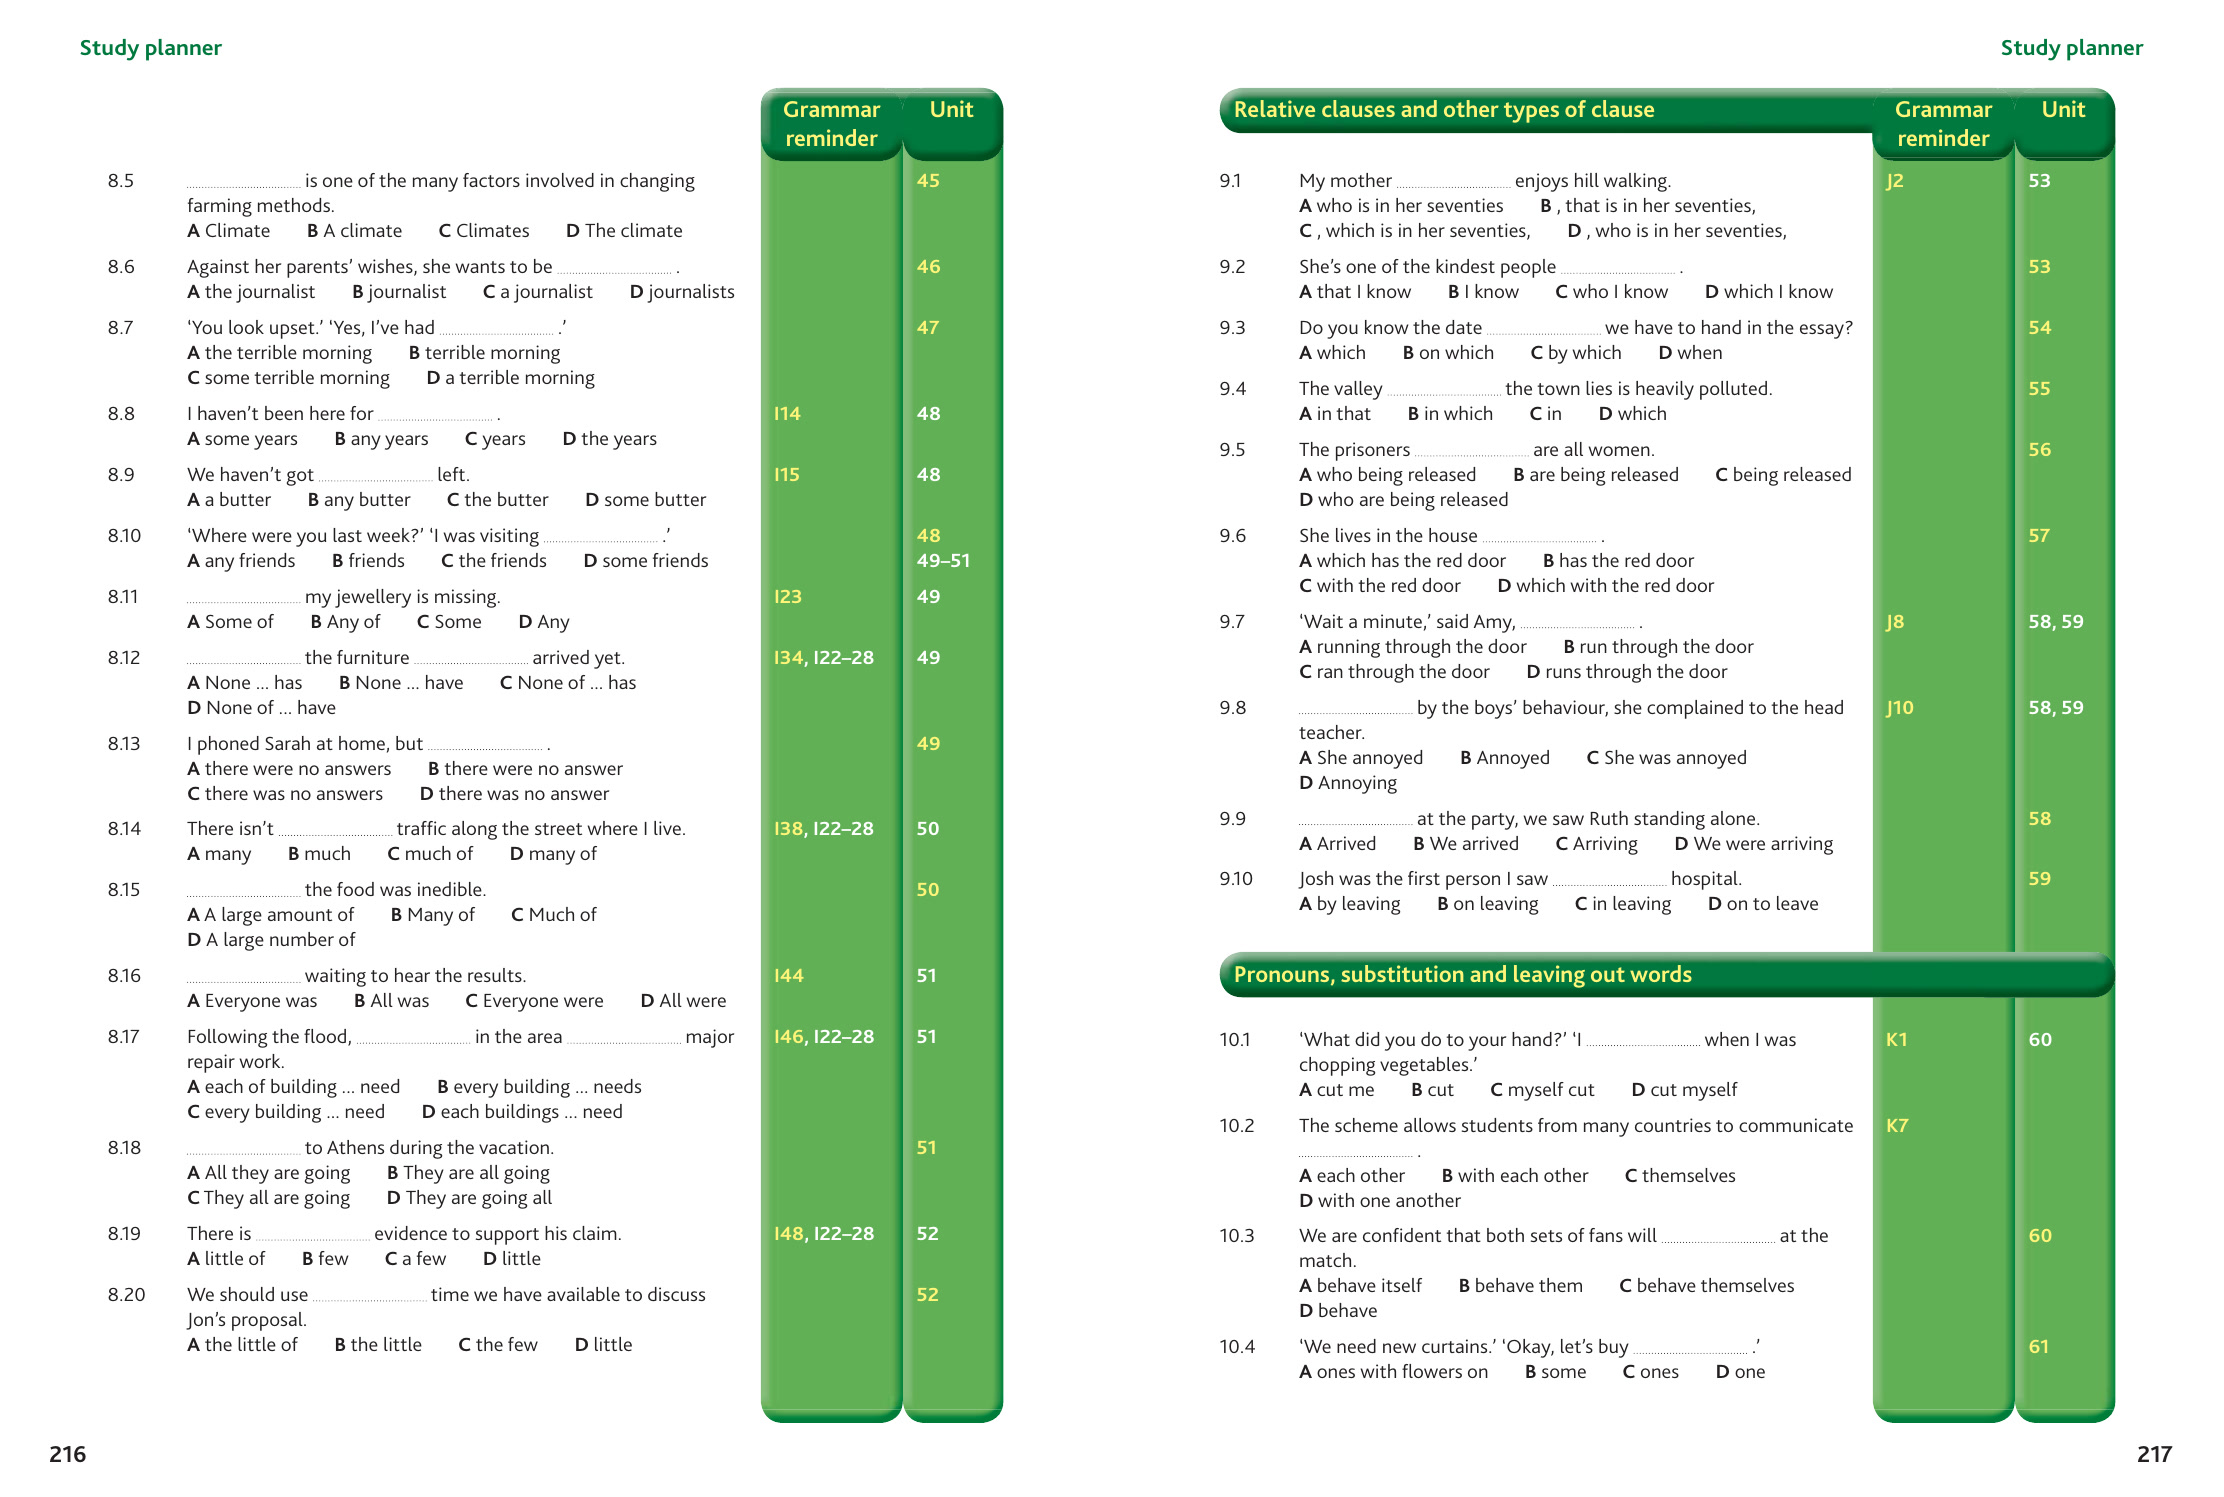 Study planner
Grammar reminder Unit
8.5 ........ is one of the many factors involved in changing 45
farming methods.
A Climate B A climate C Climates D The climate
8.6 Against her parents’ wishes, she wants to be ........ . 46
A the journalist B journalist C a journalist D journalists
8.7 ‘You look upset.’ ‘Yes, I’ve had ........ .’ 47
A the terrible morning B terrible morning
C some terrible morning D a terrible morning
8.8 I haven’t been here for ........ . I14 48
A some years B any years C years D the years
8.9 We haven’t got ........ left. I15 48
A a butter B any butter C the butter D some butter
8.10 ‘Where were you last week?’ ‘I was visiting ........ .’ 48
A any friends B friends C the friends D some friends 49–51
8.11 ........ my jewellery is missing. I23 49
A Some of B Any of C Some D Any
8.12 ........ the furniture ........ arrived yet. I34, I22–28 49
A None ... has B None ... have C None of ... has
D None of ... have
8.13 I phoned Sarah at home, but ........ . 49
A there were no answers B there were no answer
C there was no answers D there was no answer
8.14 There isn’t ........ traffic along the street where I live. I38, I22–28 50
A many B much C much of D many of
8.15 ........ the food was inedible. 50
A A large amount of B Many of C Much of
D A large number of
8.16 ........ waiting to hear the results. I44 51
A Everyone was B All was C Everyone were D All were
8.17 Following the flood, ........ in the area ........ major I46, I22–28 51
repair work.
A each of building ... need B every building ... needs
C every building ... need D each buildings ... need
8.18 ........ to Athens during the vacation. 51
A All they are going B They are all going
C They all are going D They are going all
8.19 There is ........ evidence to support his claim. I48, I22–28 52
A little of B few C a few D little
8.20 We should use ........ time we have available to discuss 52
Jon’s proposal.
A the little of B the little C the few D little
216
Study planner
Relative clauses and other types of clause Grammar reminder Unit
9.1 My mother ........ enjoys hill walking. J2 53
A who is in her seventies B , that is in her seventies,
C , which is in her seventies, D , who is in her seventies,
9.2 She’s one of the kindest people ........ . 53
A that I know B I know C who I know D which I know
9.3 Do you know the date ........ we have to hand in the essay? 54
A which B on which C by which D when
9.4 The valley ........ the town lies is heavily polluted. 55
A in that B in which C in D which
9.5 The prisoners ........ are all women. 56
A who being released B are being released C being released
D who are being released
9.6 She lives in the house ........ . 57
A which has the red door B has the red door
C with the red door D which with the red door
9.7 ‘Wait a minute,’ said Amy, ........ . J8 58, 59
A running through the door B run through the door
C ran through the door D runs through the door
9.8 ........ by the boys’ behaviour, she complained to the head J10 58, 59
teacher.
A She annoyed B Annoyed C She was annoyed
D Annoying
9.9 ........ at the party, we saw Ruth standing alone. 58
A Arrived B We arrived C Arriving D We were arriving
9.10 Josh was the first person I saw ........ hospital. 59
A by leaving B on leaving C in leaving D on to leave
Pronouns, substitution and leaving out words
10.1 ‘What did you do to your hand?’ ‘I ........ when I was K1 60
chopping vegetables.’
A cut me B cut C myself cut D cut myself
10.2 The scheme allows students from many countries to communicate K7
........ .
A each other B with each other C themselves
D with one another
10.3 We are confident that both sets of fans will ........ at the 60
match.
A behave itself B behave them C behave themselves
D behave
10.4 ‘We need new curtains.’ ‘Okay, let’s buy ........ .’ 61
A ones with flowers on B some C ones D one
217